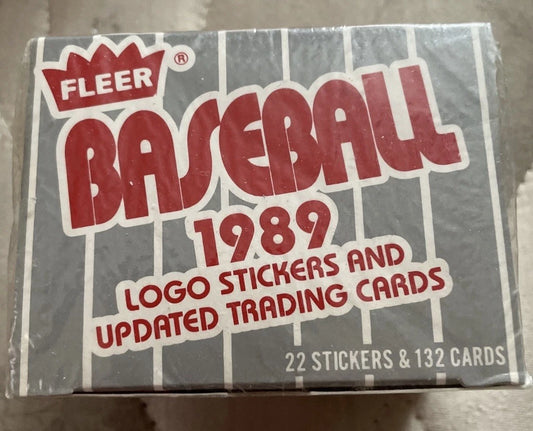 FLEER®
BASEBALL
1989
LOGO STICKERS AND
UPDATED TRADING CARDS
22 STICKERS & 132 CARDS